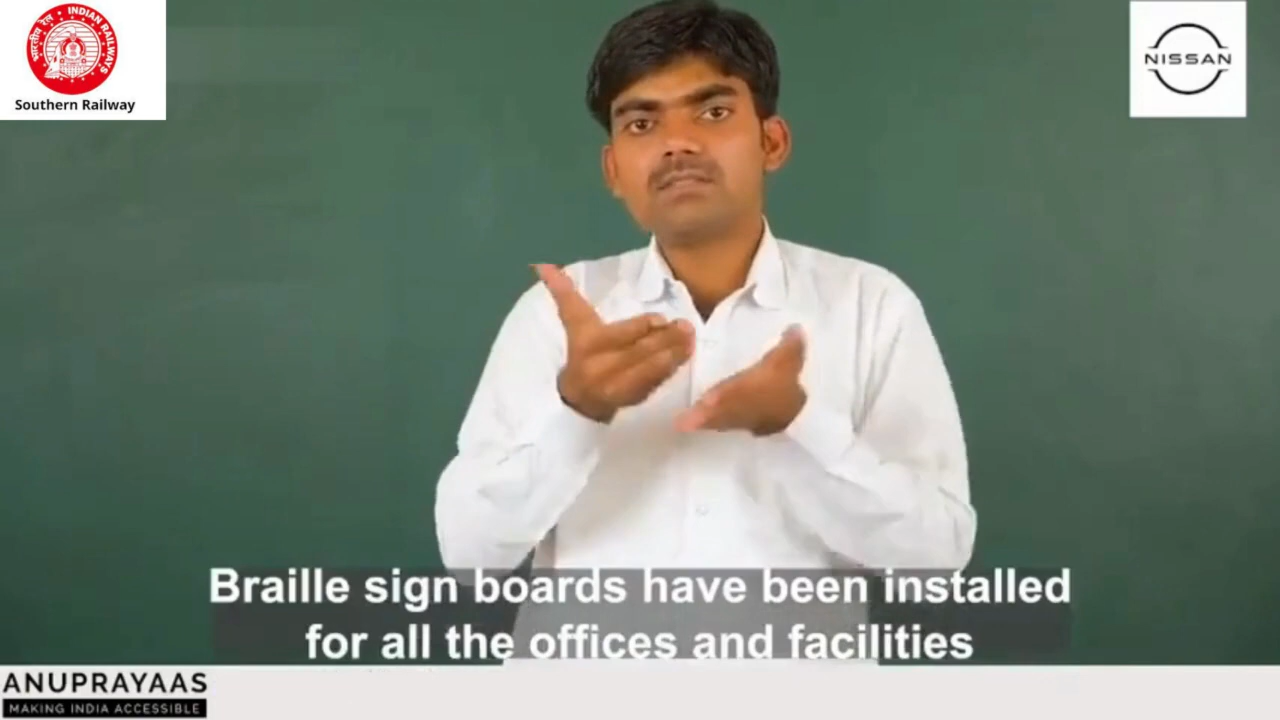 भारतीय रेल INDIAN RAILWAYS
Southern Railway
NISSAN
Braille sign boards have been installed
for all the offices and facilities
ANUPRAYAAS
MAKING INDIA ACCESSIBLE